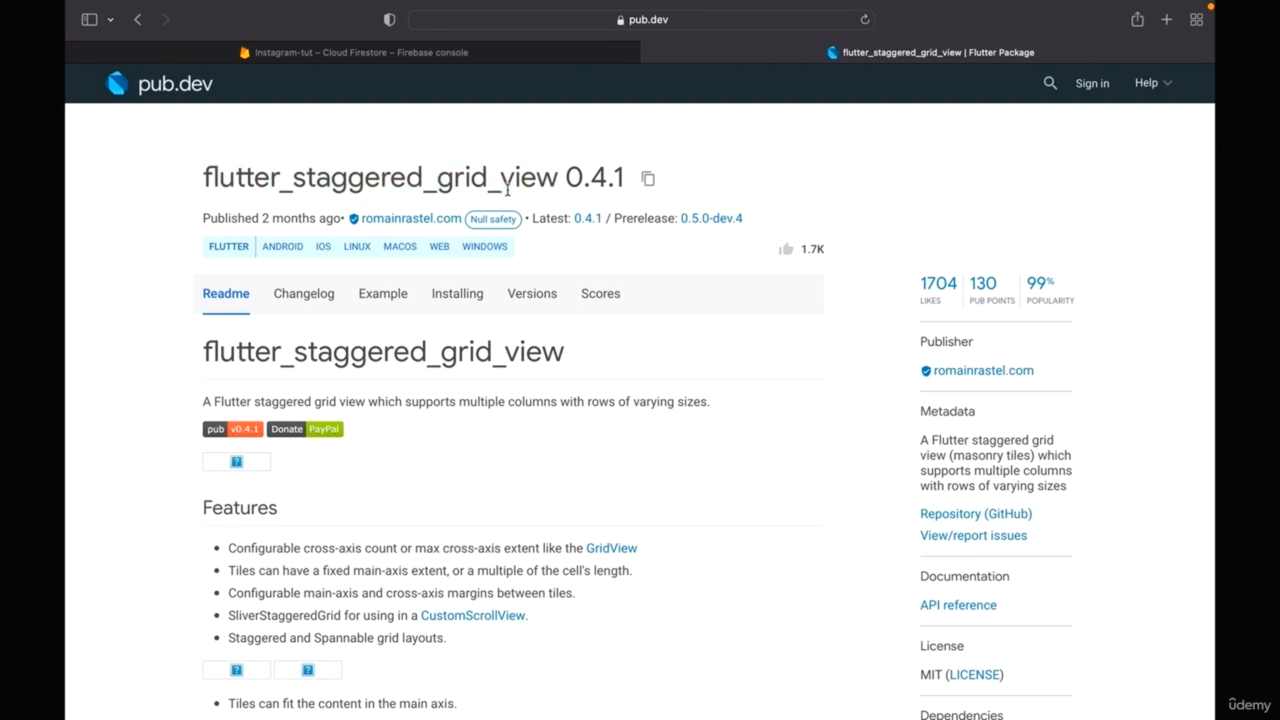 pub.dev
Instagram-tut – Cloud Firestore – Firebase console
flutter_staggered_grid_view | Flutter Package
pub.dev
Sign in
Help
flutter_staggered_grid_view 0.4.1
Published 2 months ago• romainrastel.com Null safety • Latest: 0.4.1 / Prerelease: 0.5.0-dev.4
FLUTTER ANDROID IOS LINUX MACOS WEB WINDOWS
1.7K
Readme Changelog Example Installing Versions Scores
flutter_staggered_grid_view
A Flutter staggered grid view which supports multiple columns with rows of varying sizes.
pub v0.4.1 Donate PayPal
Features
• Configurable cross-axis count or max cross-axis extent like the GridView
• Tiles can have a fixed main-axis extent, or a multiple of the cell's length.
• Configurable main-axis and cross-axis margins between tiles.
• SliverStaggeredGrid for using in a CustomScrollView.
• Staggered and Spannable grid layouts.
• Tiles can fit the content in the main axis.
1704 130 99%
LIKES PUB POINTS POPULARITY
Publisher
romainrastel.com
Metadata
A Flutter staggered grid
view (masonry tiles) which
supports multiple columns
with rows of varying sizes
Repository (GitHub)
View/report issues
Documentation
API reference
License
MIT (LICENSE)
Dependencies
ûdemy